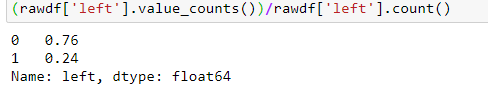 (rawdf['left'].value_counts())/rawdf['left'].count()
0    0.76
1    0.24
Name: left, dtype: float64